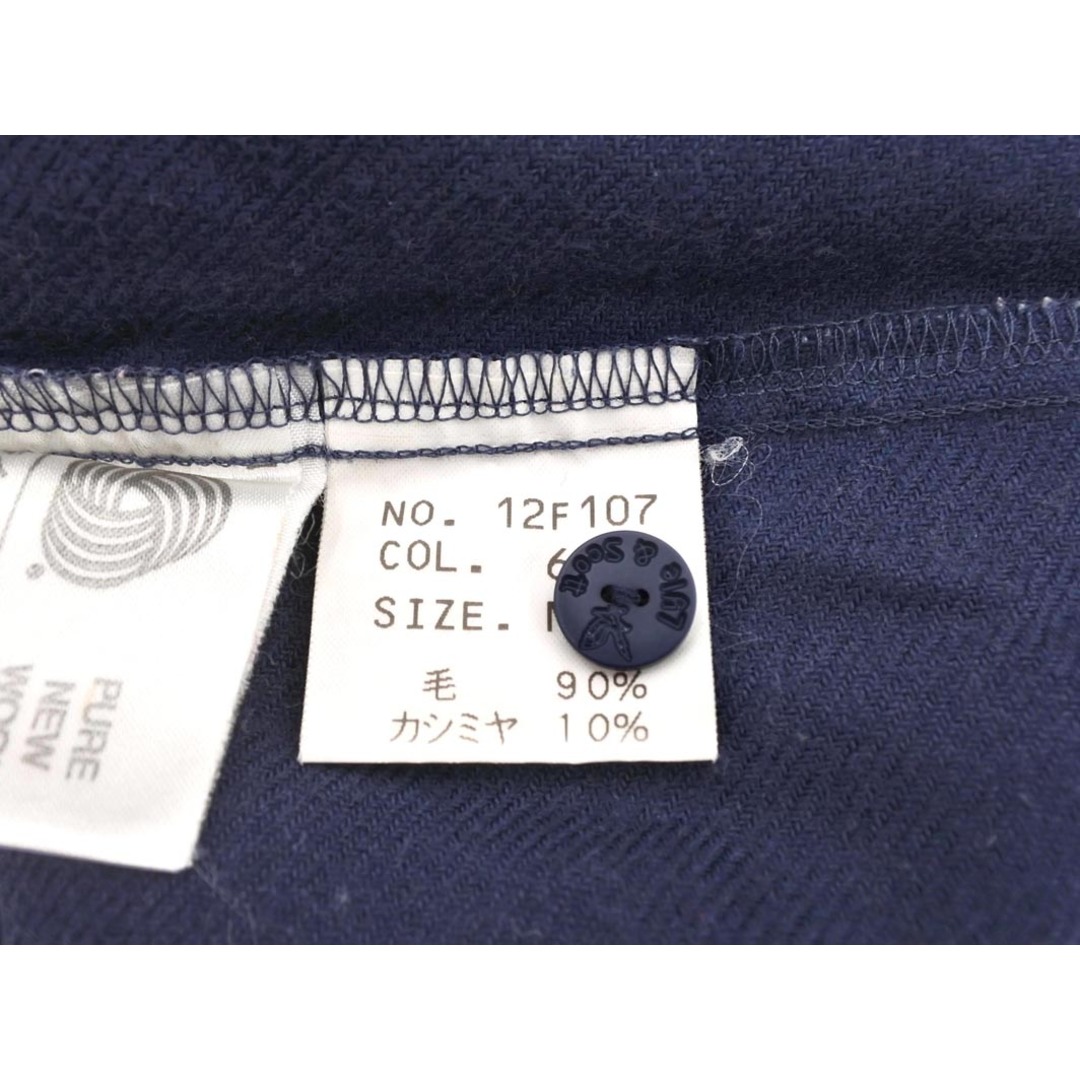 NO. 12F107
COL. 6
SIZE.
毛 90%
カシミヤ 10%
Lyle & Scott
PURE
NEW